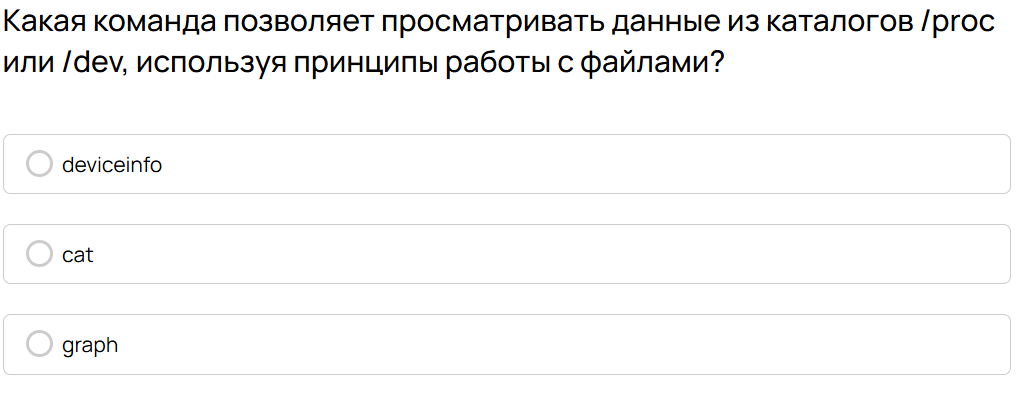 Какая команда позволяет просматривать данные из каталогов /proc
или /dev, используя принципы работы с файлами?
deviceinfo
cat
graph